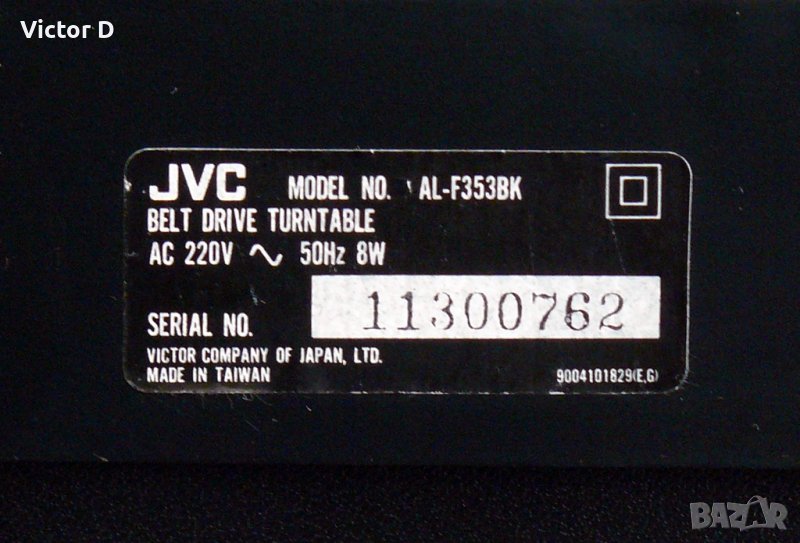 Victor D
JVC MODEL NO. AL-F353BK
BELT DRIVE TURNTABLE
AC 220V ~ 50Hz 8W
SERIAL NO. 11300762
VICTOR COMPANY OF JAPAN, LTD.
MADE IN TAIWAN 9004101829(E,G)
BAZAR